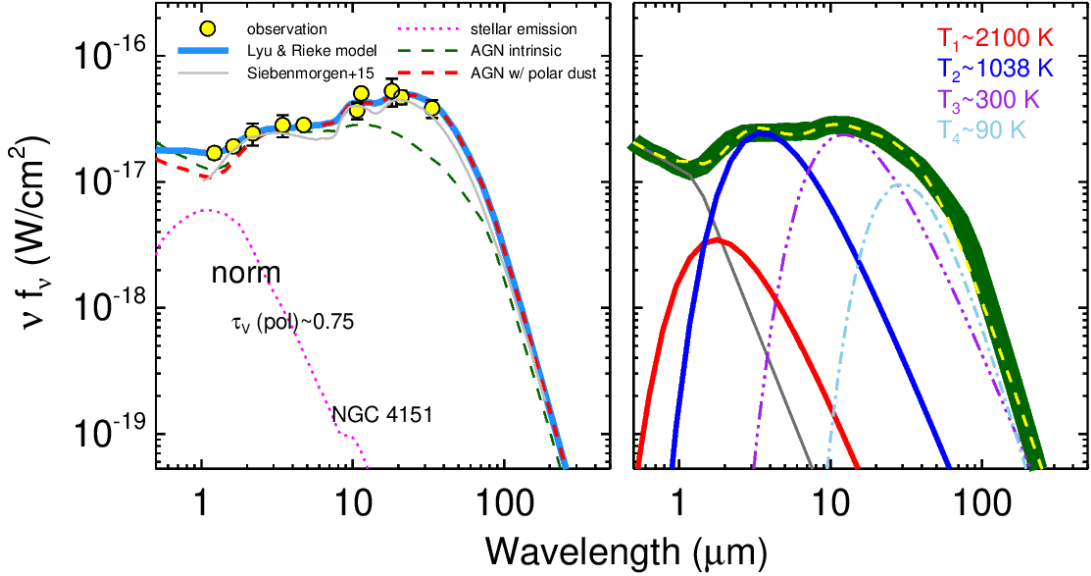 observation
Lyu & Rieke model
Siebenmorgen+15
stellar emission
AGN intrinsic
AGN w/ polar dust
10⁻¹⁶
10⁻¹⁷
10⁻¹⁸
10⁻¹⁹
ν fᵥ (W/cm²)
norm
τᵥ (pol)~0.75
NGC 4151
1 10 100
T₁~2100 K
T₂~1038 K
T₃~300 K
T₄~90 K
1 10 100
Wavelength (μm)